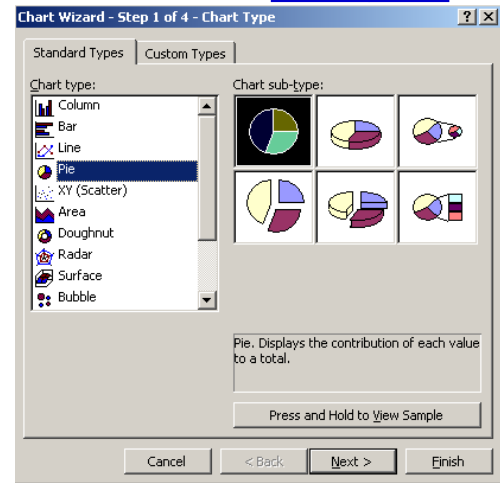 Chart Wizard - Step 1 of 4 - Chart Type
Standard Types Custom Types
Chart type:
Column
Bar
Line
Pie
XY (Scatter)
Area
Doughnut
Radar
Surface
Bubble
Chart sub-type:
Pie. Displays the contribution of each value
to a total.
Press and Hold to View Sample
Cancel < Back Next > Finish